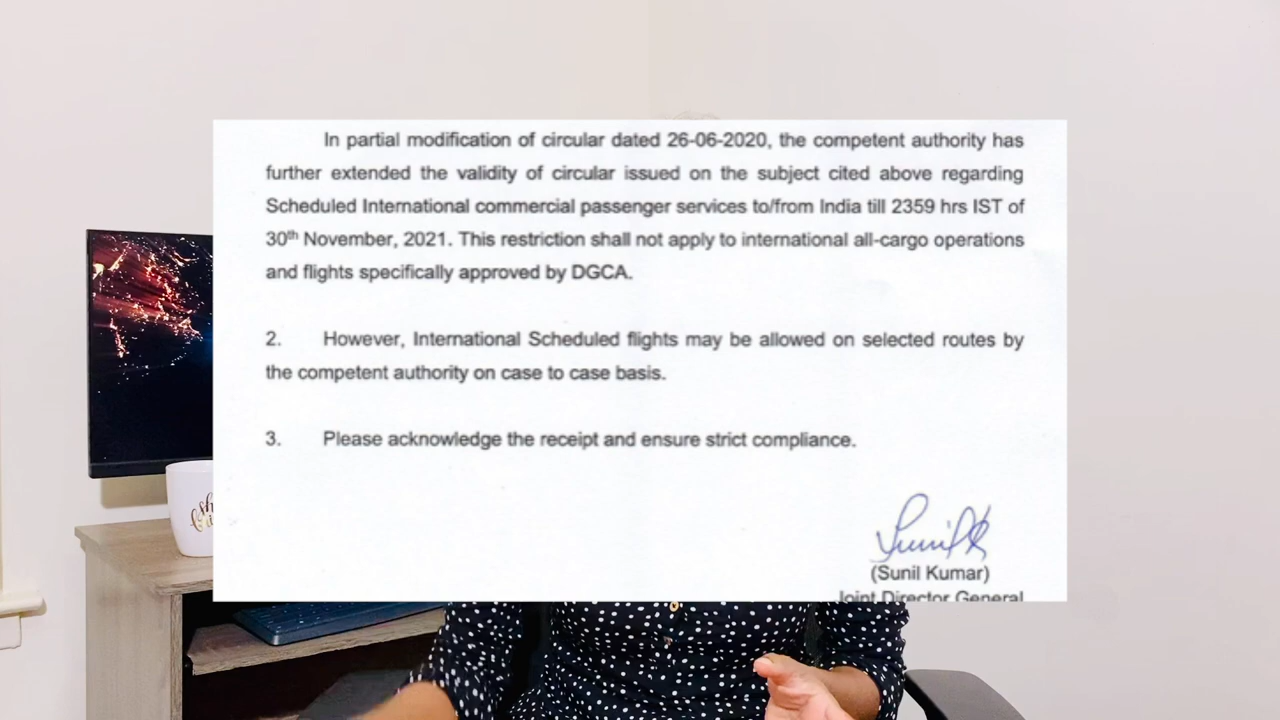 In partial modification of circular dated 26-06-2020, the competent authority has
further extended the validity of circular issued on the subject cited above regarding
Scheduled International commercial passenger services to/from India till 2359 hrs IST of
30th November, 2021. This restriction shall not apply to international all-cargo operations
and flights specifically approved by DGCA.
2. However, International Scheduled flights may be allowed on selected routes by
the competent authority on case to case basis.
3. Please acknowledge the receipt and ensure strict compliance.
(Sunil Kumar)
Joint Director General